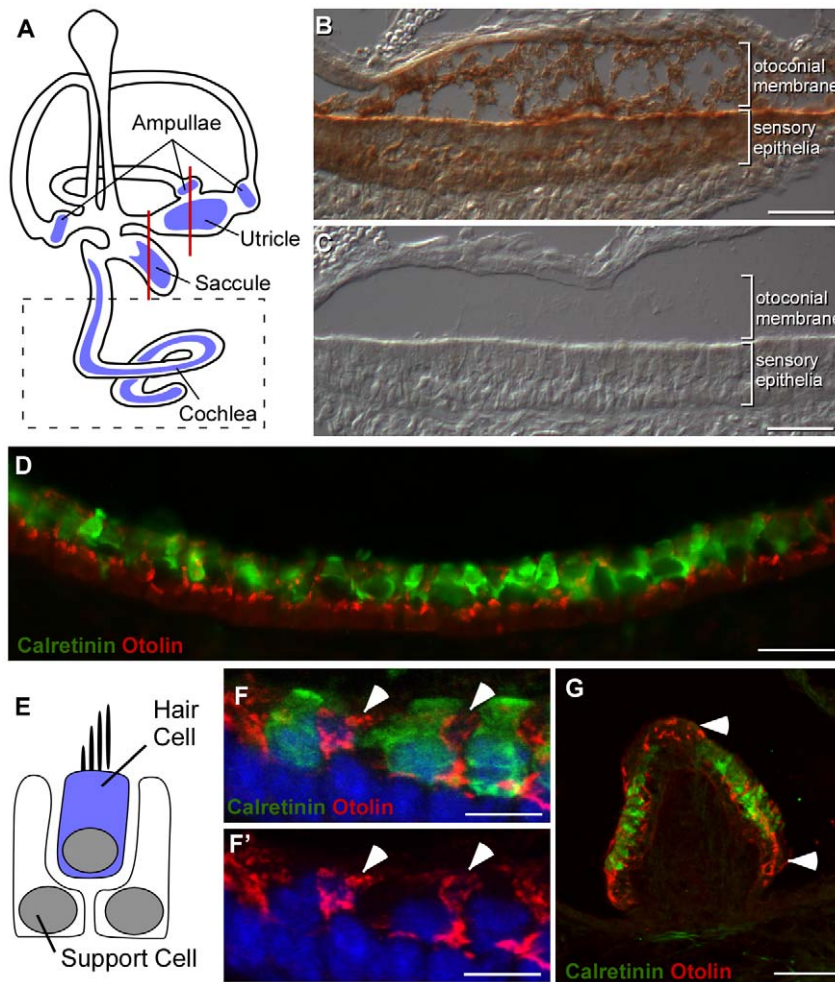 A
Ampullae
Utricle
Saccule
Cochlea
B
otoconial
membrane
sensory
epithelia
C
otoconial
membrane
sensory
epithelia
D
Calretinin Otolin
E
Hair
Cell
Support Cell
F
Calretinin Otolin
F'
G
Calretinin Otolin